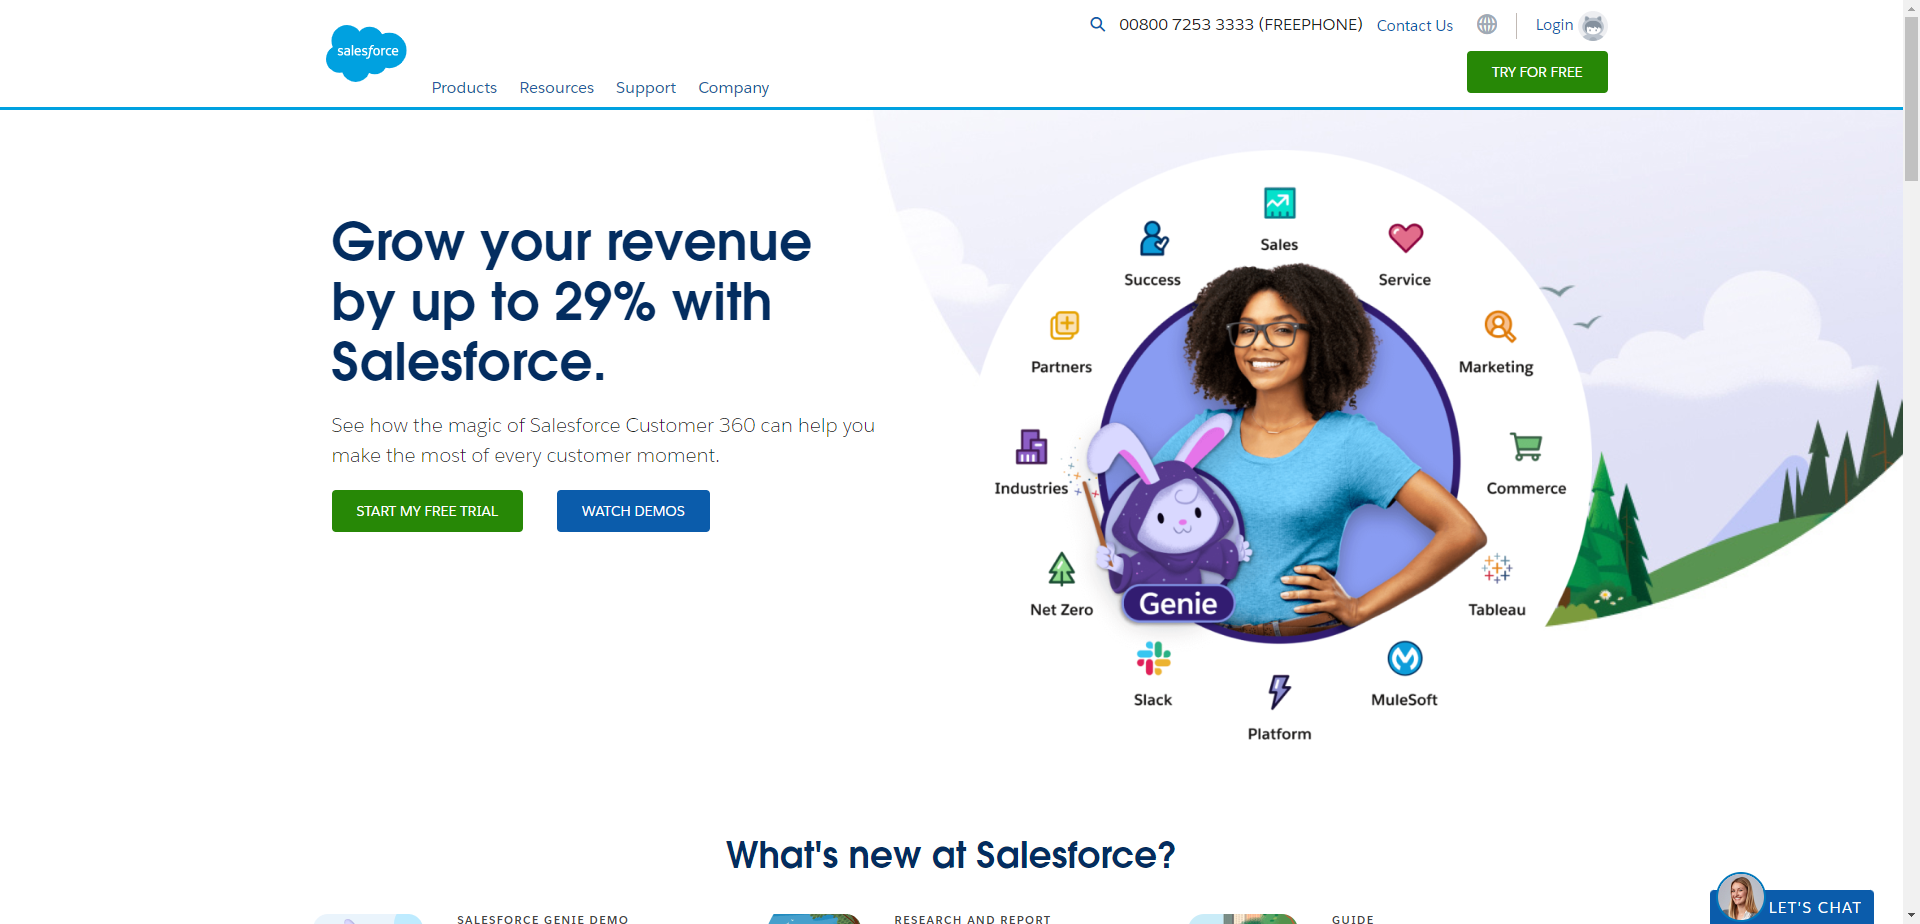 salesforce
00800 7253 3333 (FREEPHONE)
Contact Us
Login
Products
Resources
Support
Company
TRY FOR FREE
Grow your revenue
by up to 29% with
Salesforce.
See how the magic of Salesforce Customer 360 can help you
make the most of every customer moment.
START MY FREE TRIAL
WATCH DEMOS
Sales
Success
Service
Partners
Marketing
Industries
Commerce
Net Zero
Genie
Tableau
Slack
MuleSoft
Platform
What's new at Salesforce?
SALESFORCE GENIE DEMO
RESEARCH AND REPORT
GUIDE
LET'S CHAT